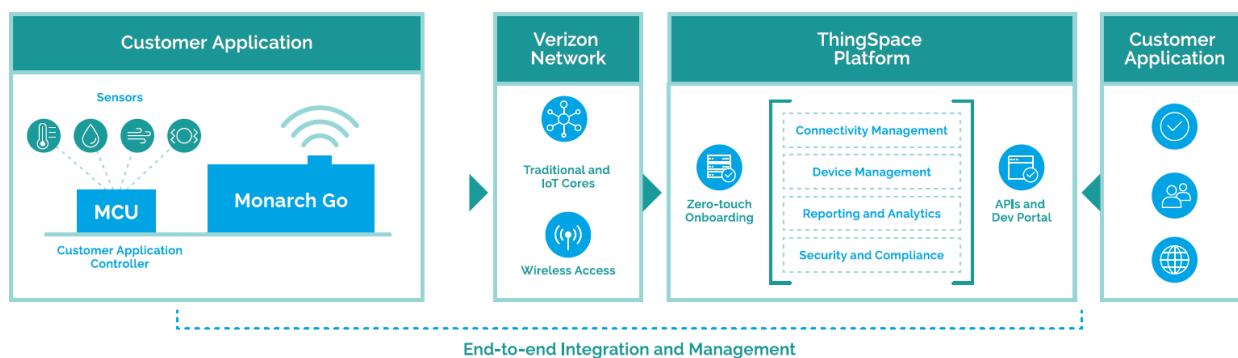 Customer Application
Sensors
MCU
Monarch Go
Customer Application
Controller
Verizon
Network
Traditional and
IoT Cores
Wireless Access
ThingSpace
Platform
Zero-touch
Onboarding
Connectivity Management
Device Management
Reporting and Analytics
Security and Compliance
APIs and
Dev Portal
Customer
Application
End-to-end Integration and Management